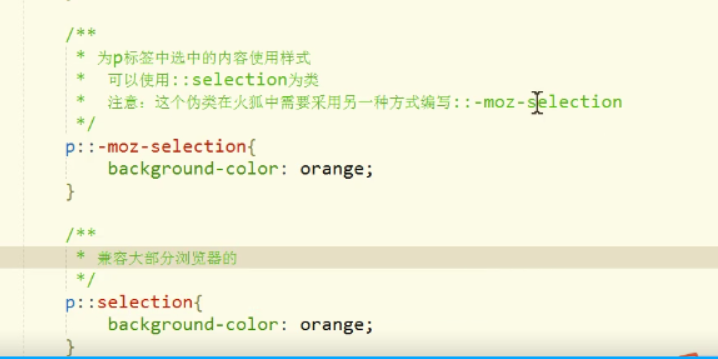 /**
* 为p标签中选中的内容使用样式
* 可以使用::selection为类
* 注意：这个伪类在火狐中需要采用另一种方式编写::-moz-selection
*/
p::-moz-selection{
background-color: orange;
}
/**
* 兼容大部分浏览器的
*/
p::selection{
background-color: orange;
}